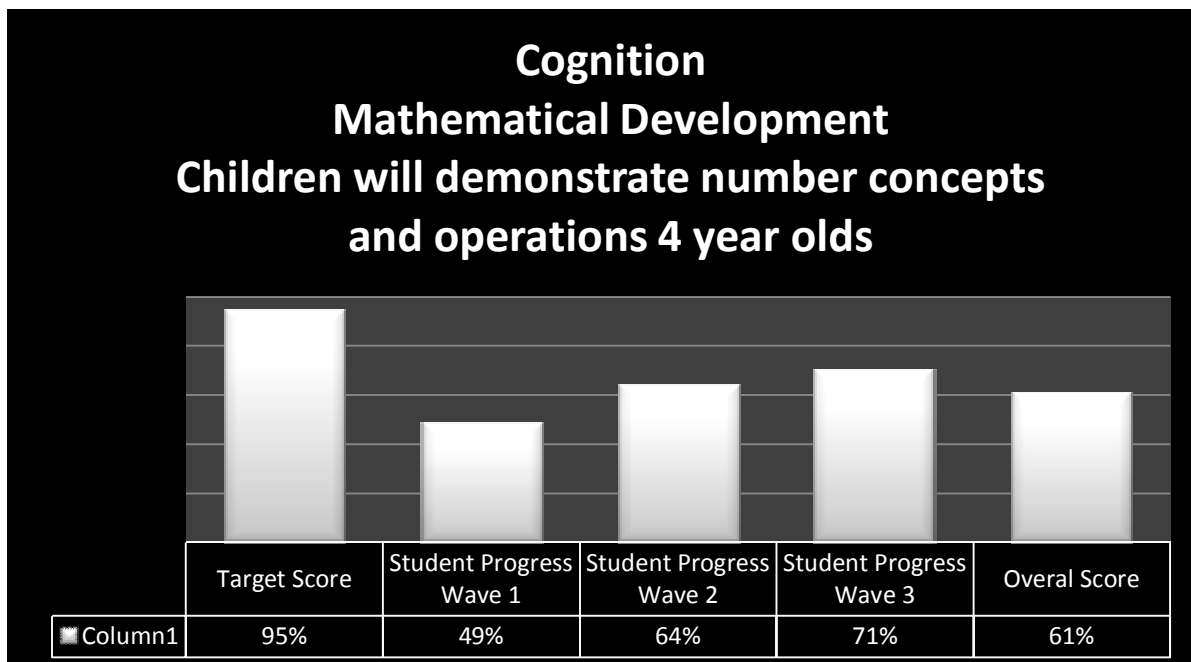 Cognition
Mathematical Development
Children will demonstrate number concepts
and operations 4 year olds
Target Score
Student Progress
Wave 1
Student Progress
Wave 2
Student Progress
Wave 3
Overal Score
Column1 95% 49% 64% 71% 61%